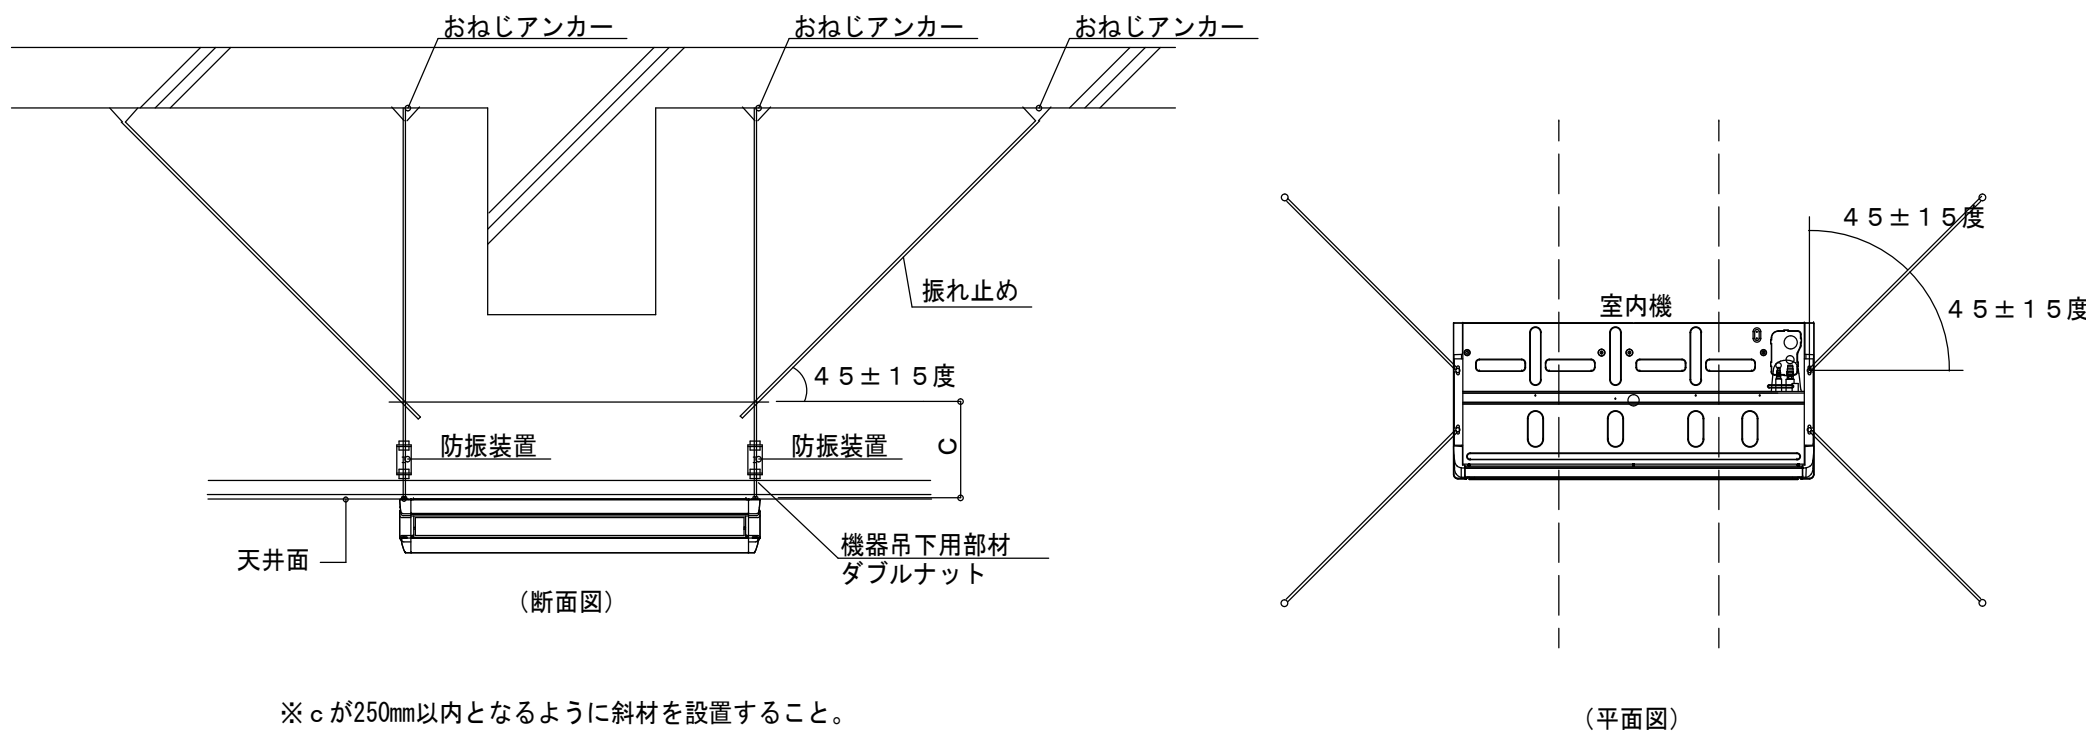 おねじアンカー
おねじアンカー
おねじアンカー
振れ止め
４５±１５度
４５±１５度
４５±１５度
室内機
防振装置
防振装置
C
天井面
機器吊下用部材
ダブルナット
（断面図）
※ｃが250mm以内となるように斜材を設置すること。
（平面図）